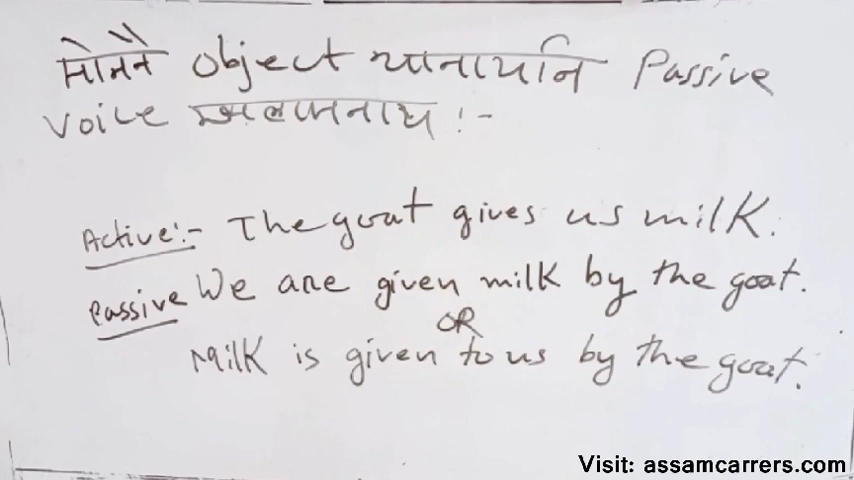 मोननै object थानायनि Passive
voice :-
Active:- The goat gives us milk.
Passive We are given milk by the goat.
OR
Milk is given to us by the goat.
Visit: assamcarrers.com